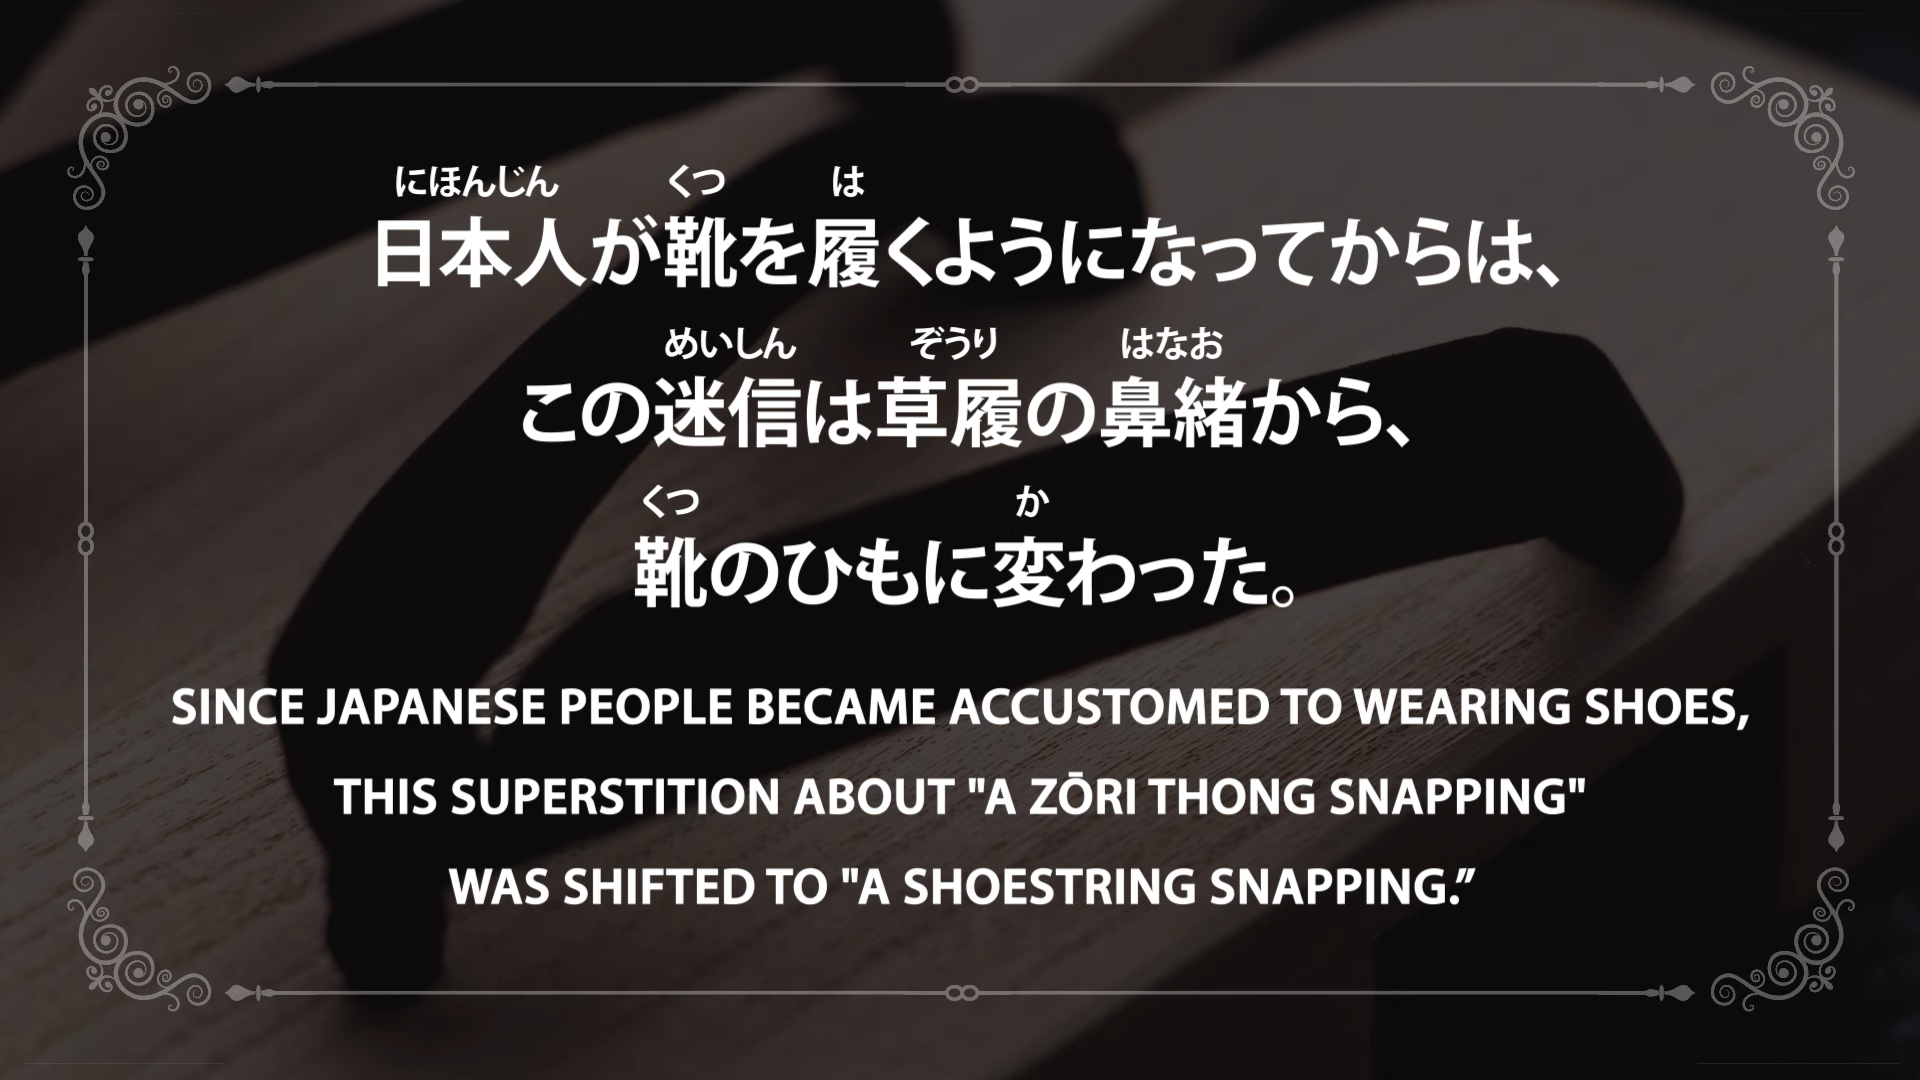 にほんじん くつ は
日本人が靴を履くようになってからは、
めいしん ぞうり はなお
この迷信は草履の鼻緒から、
くつ か
靴のひもに変わった。
SINCE JAPANESE PEOPLE BECAME ACCUSTOMED TO WEARING SHOES,
THIS SUPERSTITION ABOUT "A ZŌRI THONG SNAPPING"
WAS SHIFTED TO "A SHOESTRING SNAPPING.”